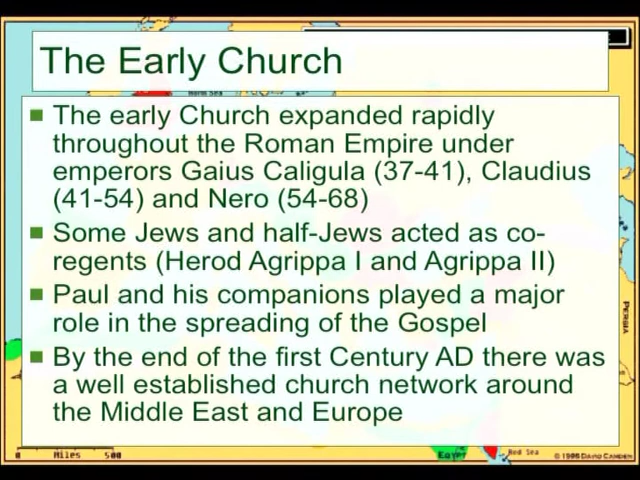 The Early Church
North Sea
■ The early Church expanded rapidly
throughout the Roman Empire under
emperors Gaius Caligula (37-41), Claudius
(41-54) and Nero (54-68)
■ Some Jews and half-Jews acted as co-
regents (Herod Agrippa I and Agrippa II)
■ Paul and his companions played a major
role in the spreading of the Gospel
■ By the end of the first Century AD there was
a well established church network around
the Middle East and Europe
PERSIA
0 Miles 500
Egypt
Red Sea